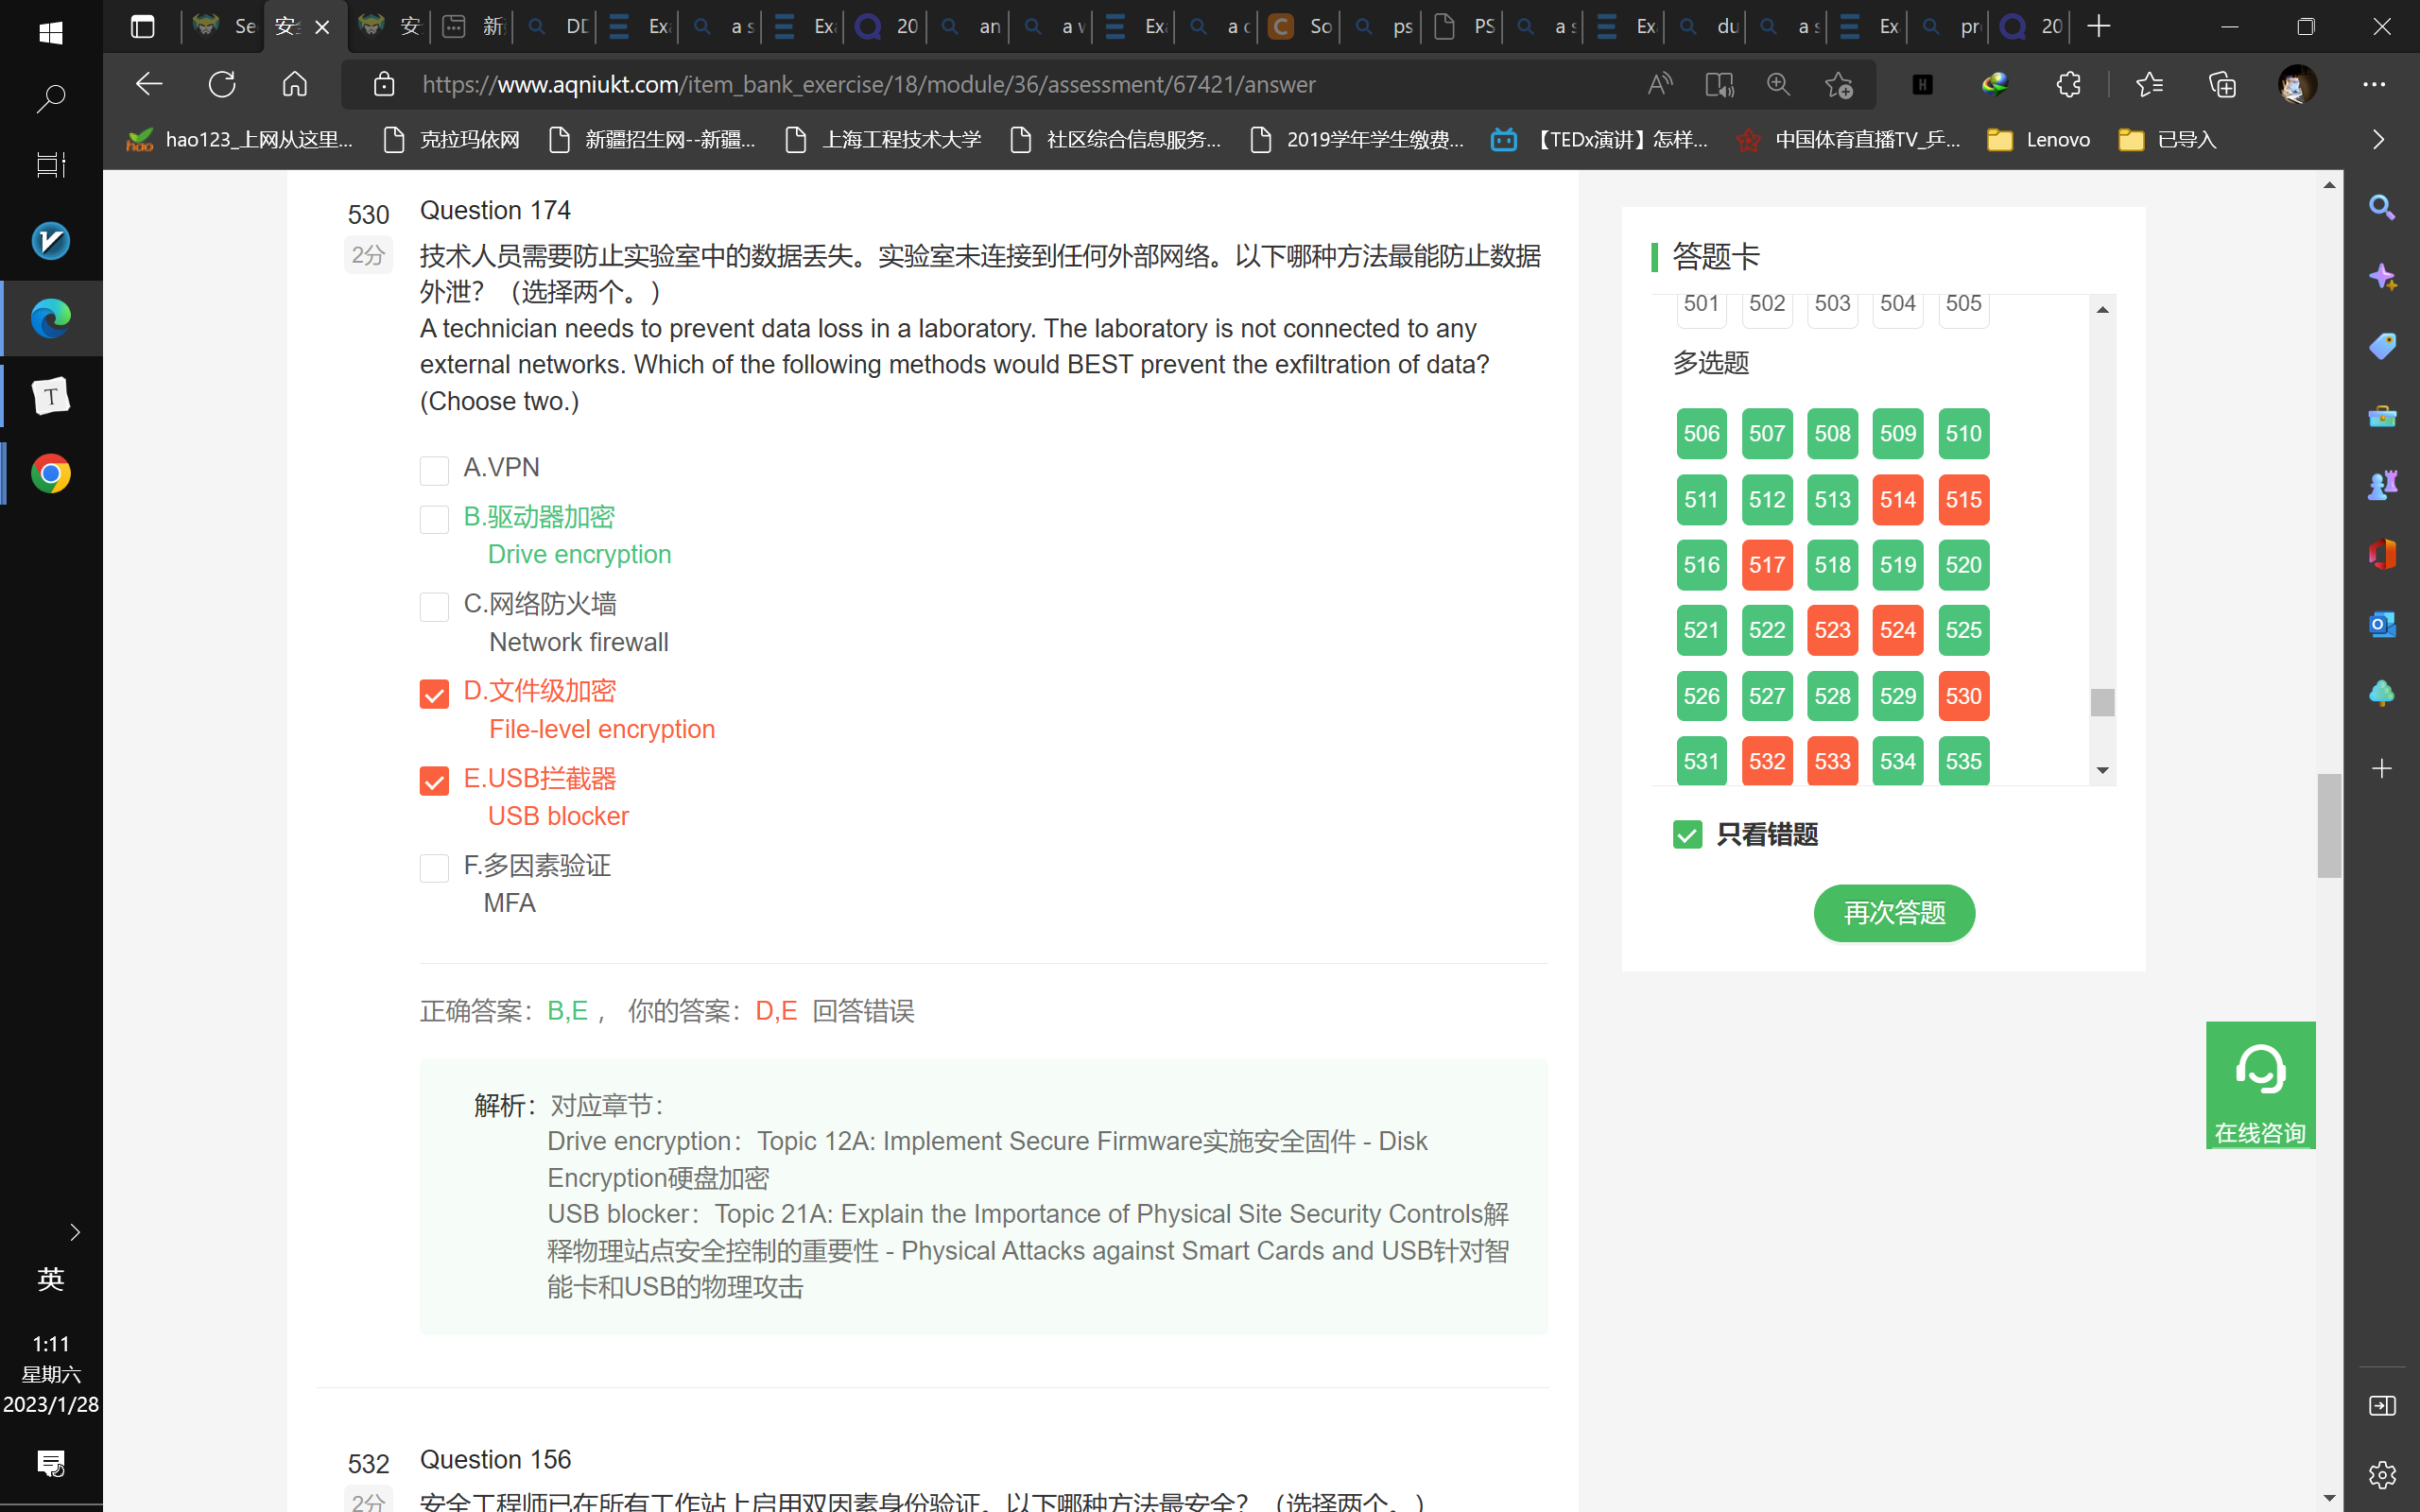 Se
安
安
新
DD
Ex
a s
Ex
20
an
a w
Ex
a c
So
ps
PS
a s
Ex
du
a s
Ex
pr
20
https://www.aqniukt.com/item_bank_exercise/18/module/36/assessment/67421/answer
hao123_上网从这里...
克拉玛依网
新疆招生网--新疆...
上海工程技术大学
社区综合信息服务...
2019学年学生缴费...
【TEDx演讲】怎样...
中国体育直播TV_乒...
Lenovo
已导入
530
Question 174
2分
技术人员需要防止实验室中的数据丢失。实验室未连接到任何外部网络。以下哪种方法最能防止数据
外泄？（选择两个。）
A technician needs to prevent data loss in a laboratory. The laboratory is not connected to any
external networks. Which of the following methods would BEST prevent the exfiltration of data?
(Choose two.)
A.VPN
B.驱动器加密
Drive encryption
C.网络防火墙
Network firewall
D.文件级加密
File-level encryption
E.USB拦截器
USB blocker
F.多因素验证
MFA
正确答案：B,E ， 你的答案：D,E 回答错误
解析：对应章节：
Drive encryption：Topic 12A: Implement Secure Firmware实施安全固件 - Disk
Encryption硬盘加密
USB blocker：Topic 21A: Explain the Importance of Physical Site Security Controls解
释物理站点安全控制的重要性 - Physical Attacks against Smart Cards and USB针对智
能卡和USB的物理攻击
532
Question 156
2分
安全工程师已在所有工作站上启用双因素身份验证。以下哪种方法最安全？（选择两个。）
答题卡
501 502 503 504 505
多选题
506 507 508 509 510
511 512 513 514 515
516 517 518 519 520
521 522 523 524 525
526 527 528 529 530
531 532 533 534 535
只看错题
再次答题
在线咨询
英
1:11
星期六
2023/1/28